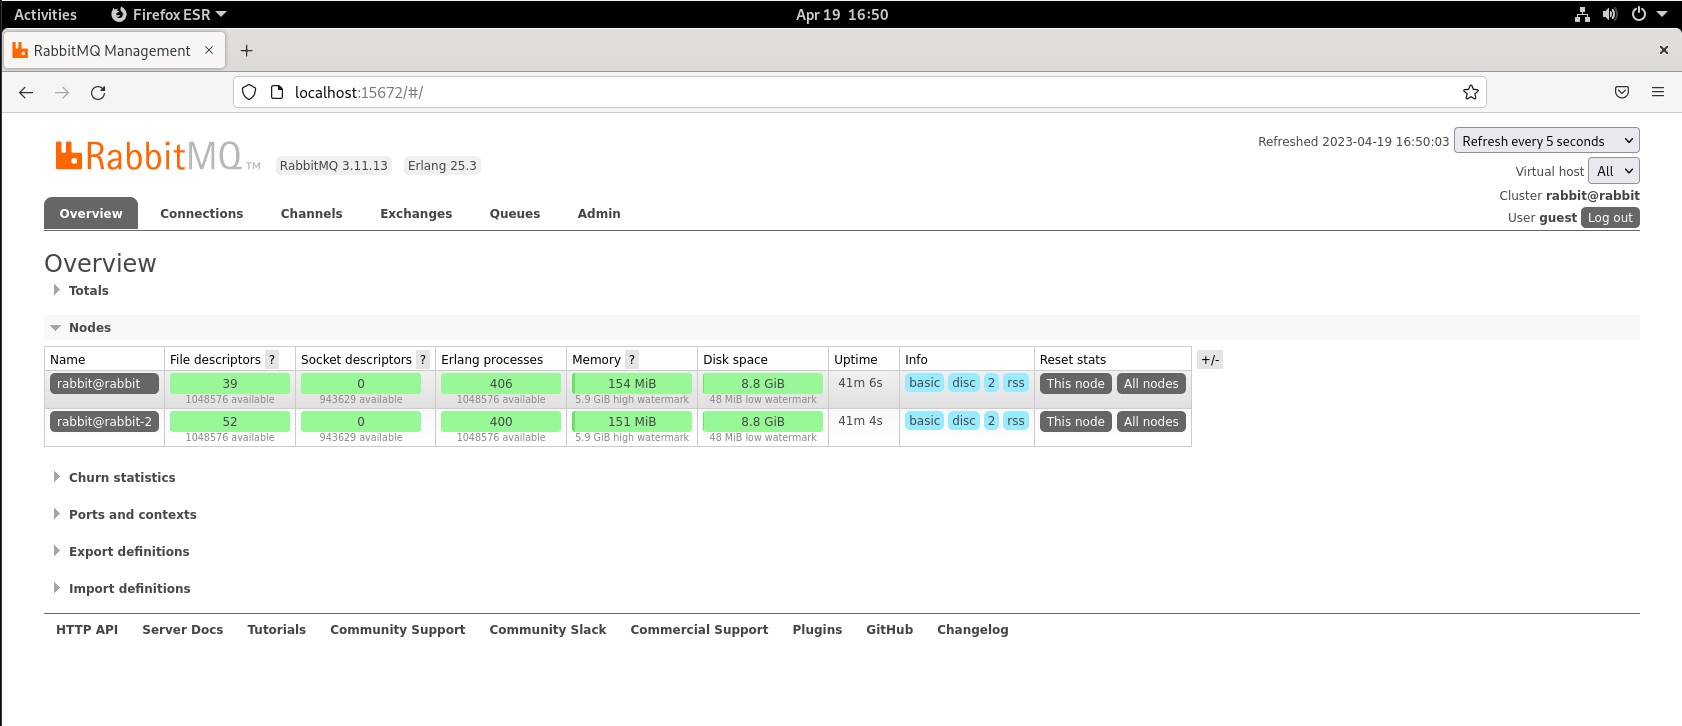 Activities Firefox ESR Apr 19 16:50
RabbitMQ Management
localhost:15672/#/
Refreshed 2023-04-19 16:50:03 Refresh every 5 seconds
RabbitMQ TM RabbitMQ 3.11.13 Erlang 25.3
Virtual host All
Cluster rabbit@rabbit
User guest Log out
Overview Connections Channels Exchanges Queues Admin
Overview
Totals
Nodes
Name File descriptors ? Socket descriptors ? Erlang processes Memory ? Disk space Uptime Info Reset stats +/-
rabbit@rabbit 39 0 406 154 MiB 8.8 GiB 41m 6s basic disc 2 rss This node All nodes
1048576 available 943629 available 1048576 available 5.9 GiB high watermark 48 MiB low watermark
rabbit@rabbit-2 52 0 400 151 MiB 8.8 GiB 41m 4s basic disc 2 rss This node All nodes
1048576 available 943629 available 1048576 available 5.9 GiB high watermark 48 MiB low watermark
Churn statistics
Ports and contexts
Export definitions
Import definitions
HTTP API Server Docs Tutorials Community Support Community Slack Commercial Support Plugins GitHub Changelog